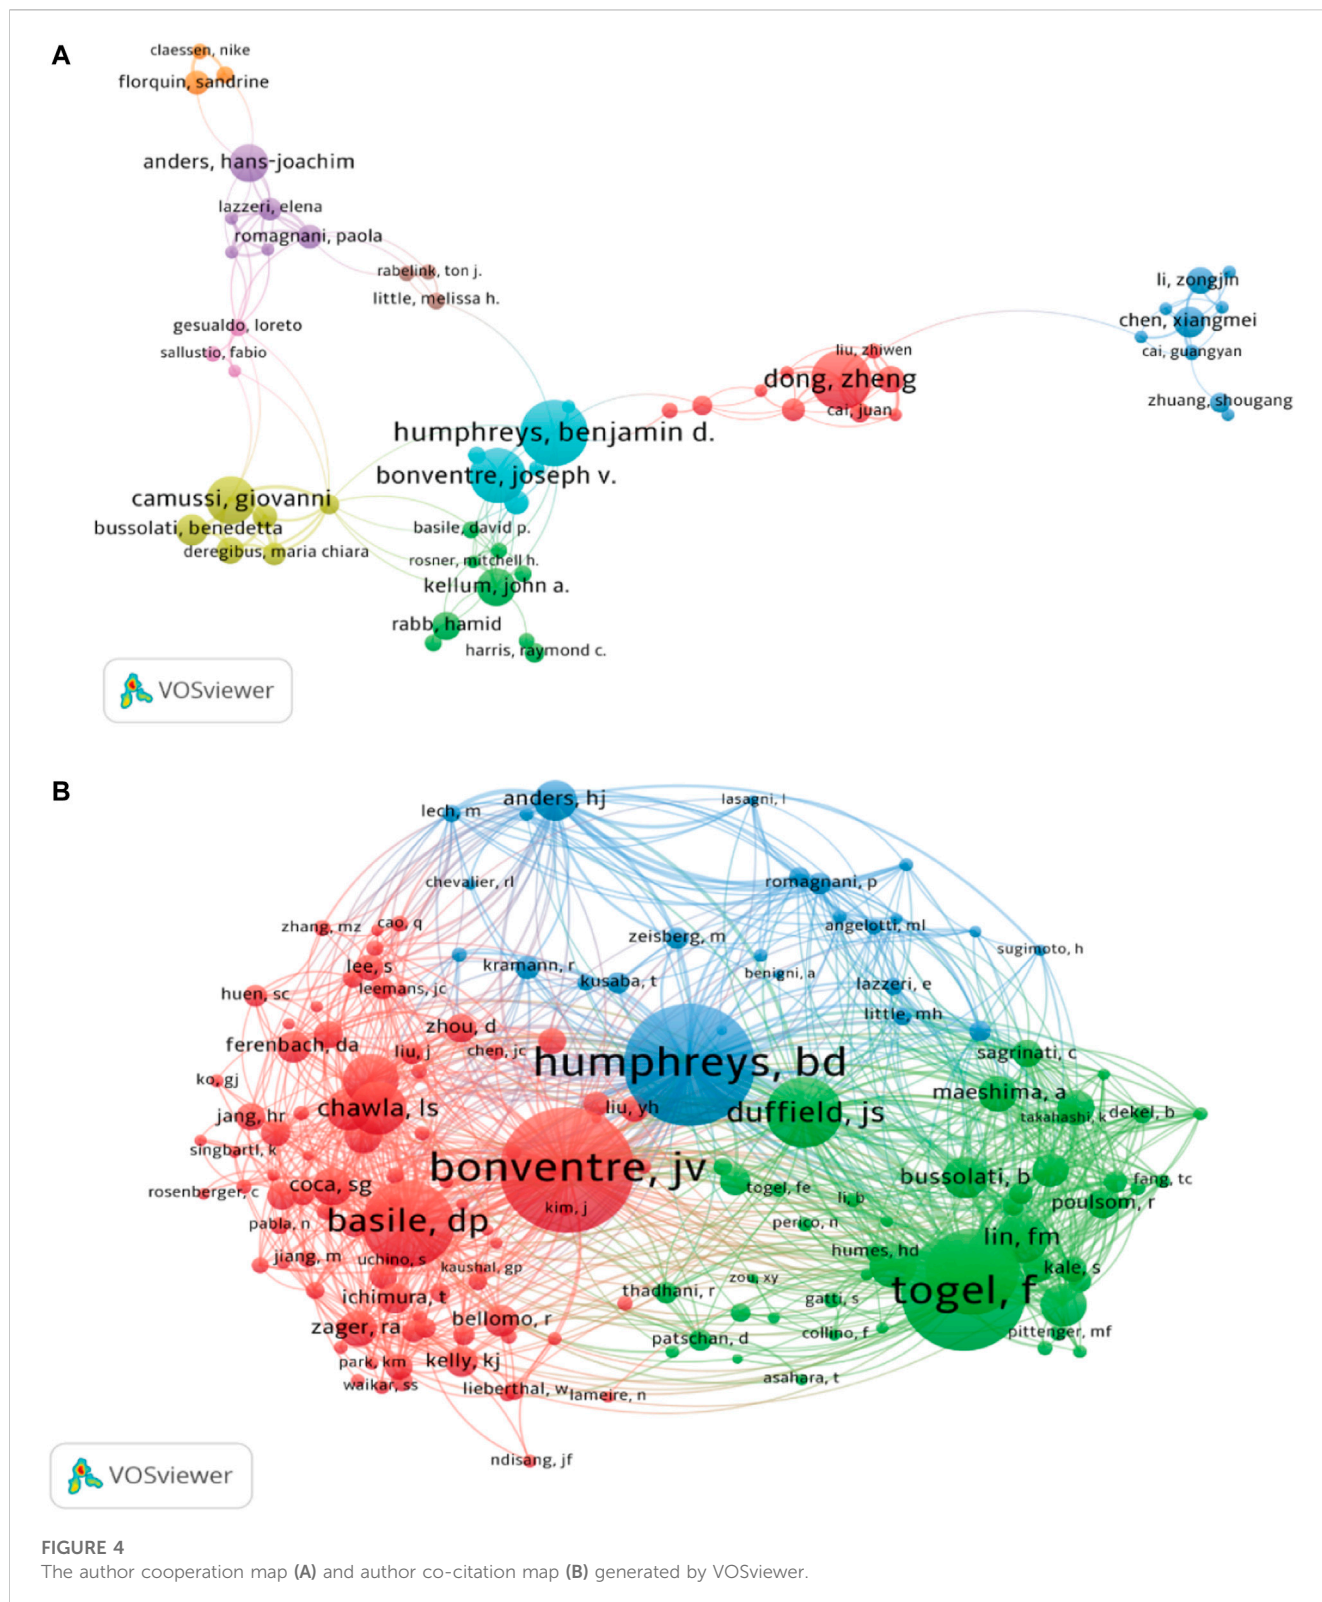 A
claessen, nike
florquin, sandrine
anders, hans-joachim
lazzeri, elena
romagnani, paola
rabelink, ton j.
little, melissa h.
gesualdo, loreto
sallustio, fabio
li, zongjin
chen, xiangmei
cai, guangyan
zhuang, shougang
liu, zhiwen
dong, zheng
cai, juan
humphreys, benjamin d.
bonventre, joseph v.
camussi, giovanni
bussolati, benedetta
deregibus, maria chiara
basile, david p.
rosner, mitchell h.
kellum, john a.
rabb, hamid
harris, raymond c.
VOSviewer
B
lech, m
anders, hj
lasagni, l
chevalier, rl
romagnani, p
zhang, mz
cao, q
zeisberg, m
angelotti, ml
sugimoto, h
lee, s
kramann, r
kusaba, t
benigni, a
lazzeri, e
huen, sc
leemans, jc
little, mh
zhou, d
ferenbach, da
liu, j
chen, jc
humphreys, bd
sagrinati, c
ko, gj
maeshima, a
chawla, ls
liu, yh
duffield, js
takahashi, k
dekel, b
jang, hr
singbartl, k
bonventre, jv
bussolati, b
fang, tc
rosenberger, c
coca, sg
togel, fe
li, b
poulsom, r
kim, j
pabla, n
basile, dp
perico, n
lin, fm
jiang, m
uchino, s
kaushal, gp
humes, hd
kale, s
ichimura, t
thadhani, r
zou, xy
gatti, s
togel, f
zager, ra
bellomo, r
patschan, d
collino, f
pittenger, mf
park, km
kelly, kj
waikar, ss
lieberthal, w
lameire, n
asahara, t
ndisang, jf
VOSviewer
FIGURE 4
The author cooperation map (A) and author co-citation map (B) generated by VOSviewer.